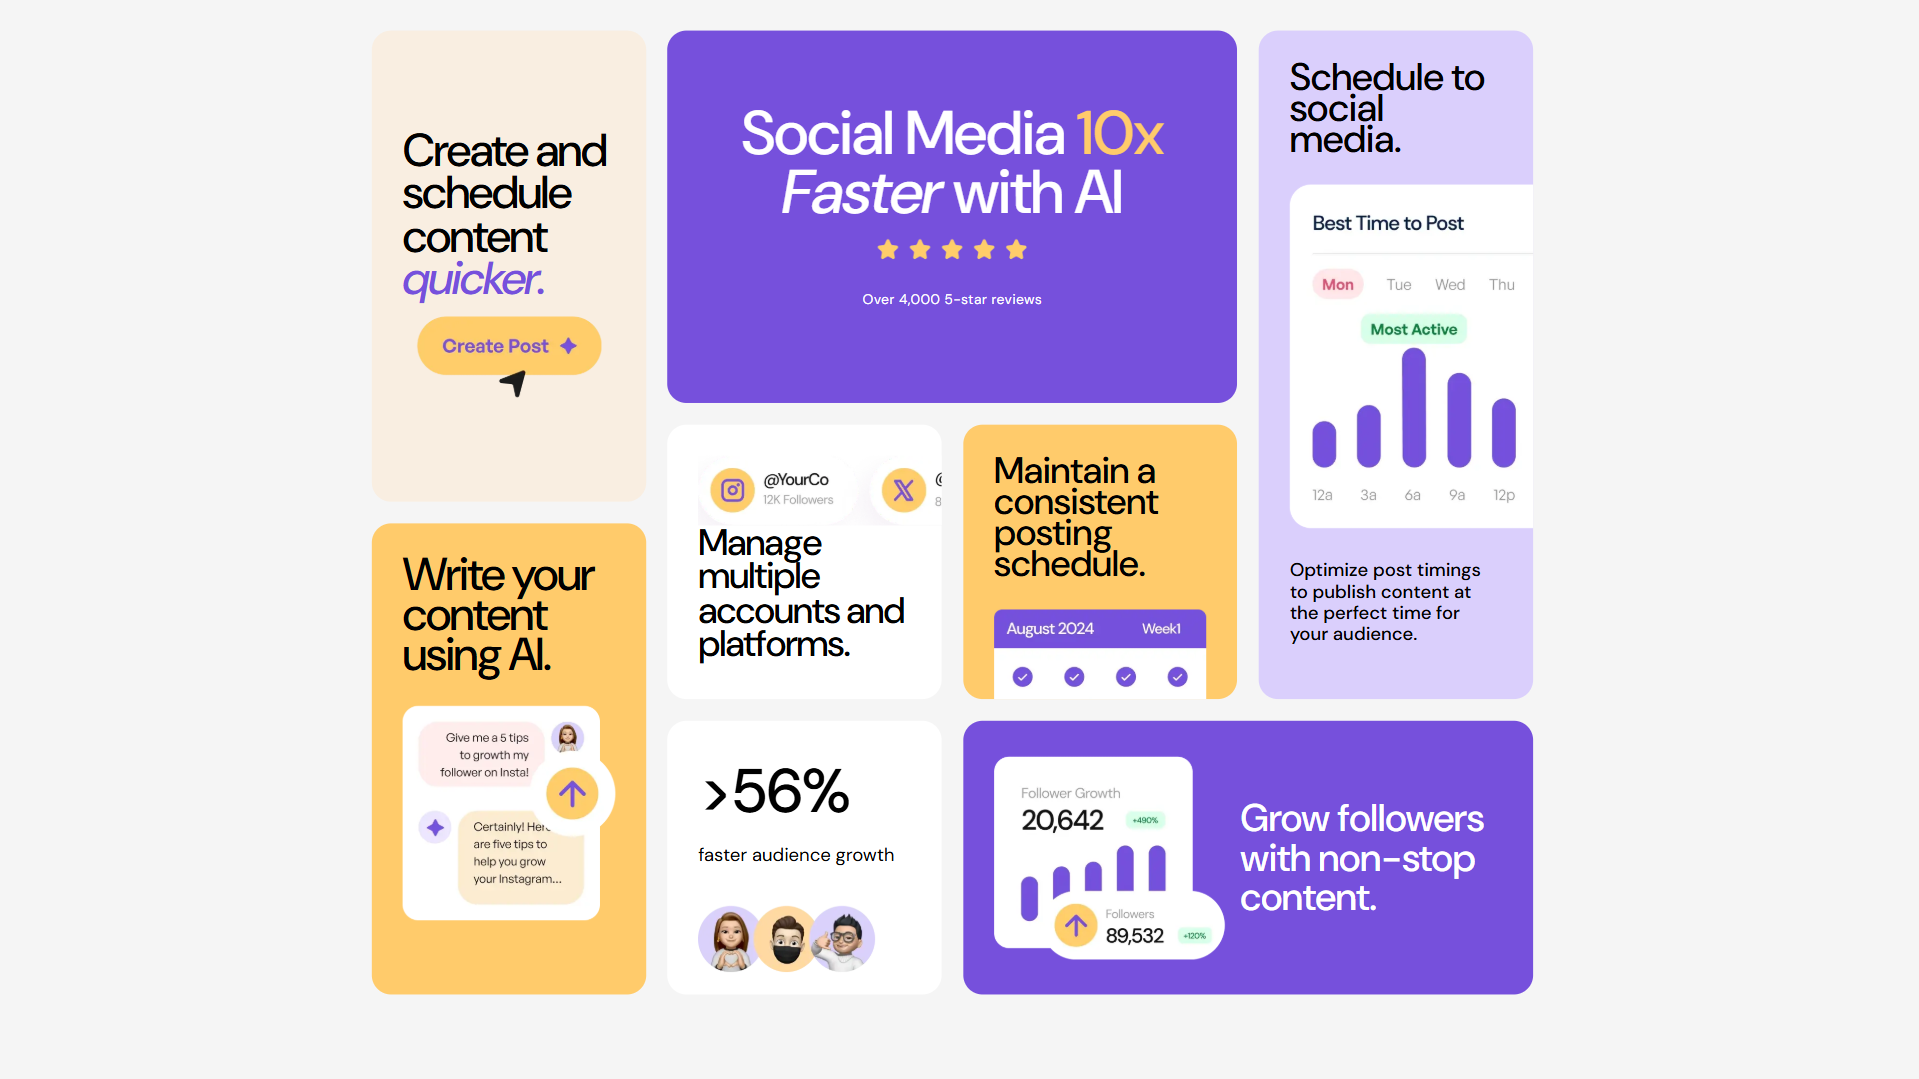 Create and
schedule
content
quicker.
Create Post
Social Media 10x
Faster with AI
Over 4,000 5-star reviews
Schedule to
social
media.
Best Time to Post
Mon Tue Wed Thu
Most Active
12a 3a 6a 9a 12p
Optimize post timings
to publish content at
the perfect time for
your audience.
@YourCo
12K Followers
@
8
Manage
multiple
accounts and
platforms.
Maintain a
consistent
posting
schedule.
August 2024 Week1
Write your
content
using AI.
Give me a 5 tips
to growth my
follower on Insta!
Certainly! Here
are five tips to
help you grow
your Instagram...
>56%
faster audience growth
Follower Growth
20,642 +490%
Followers
89,532 +120%
Grow followers
with non-stop
content.